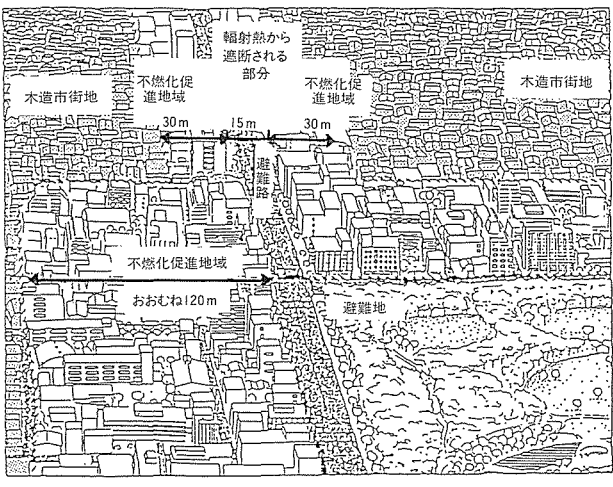 輻射熱から
遮断される
部分
木造市街地
不燃化促
進地域
不燃化促
進地域
木造市街地
30m
15m
30m
避難路
不燃化促進地域
おおむね120m
避難地